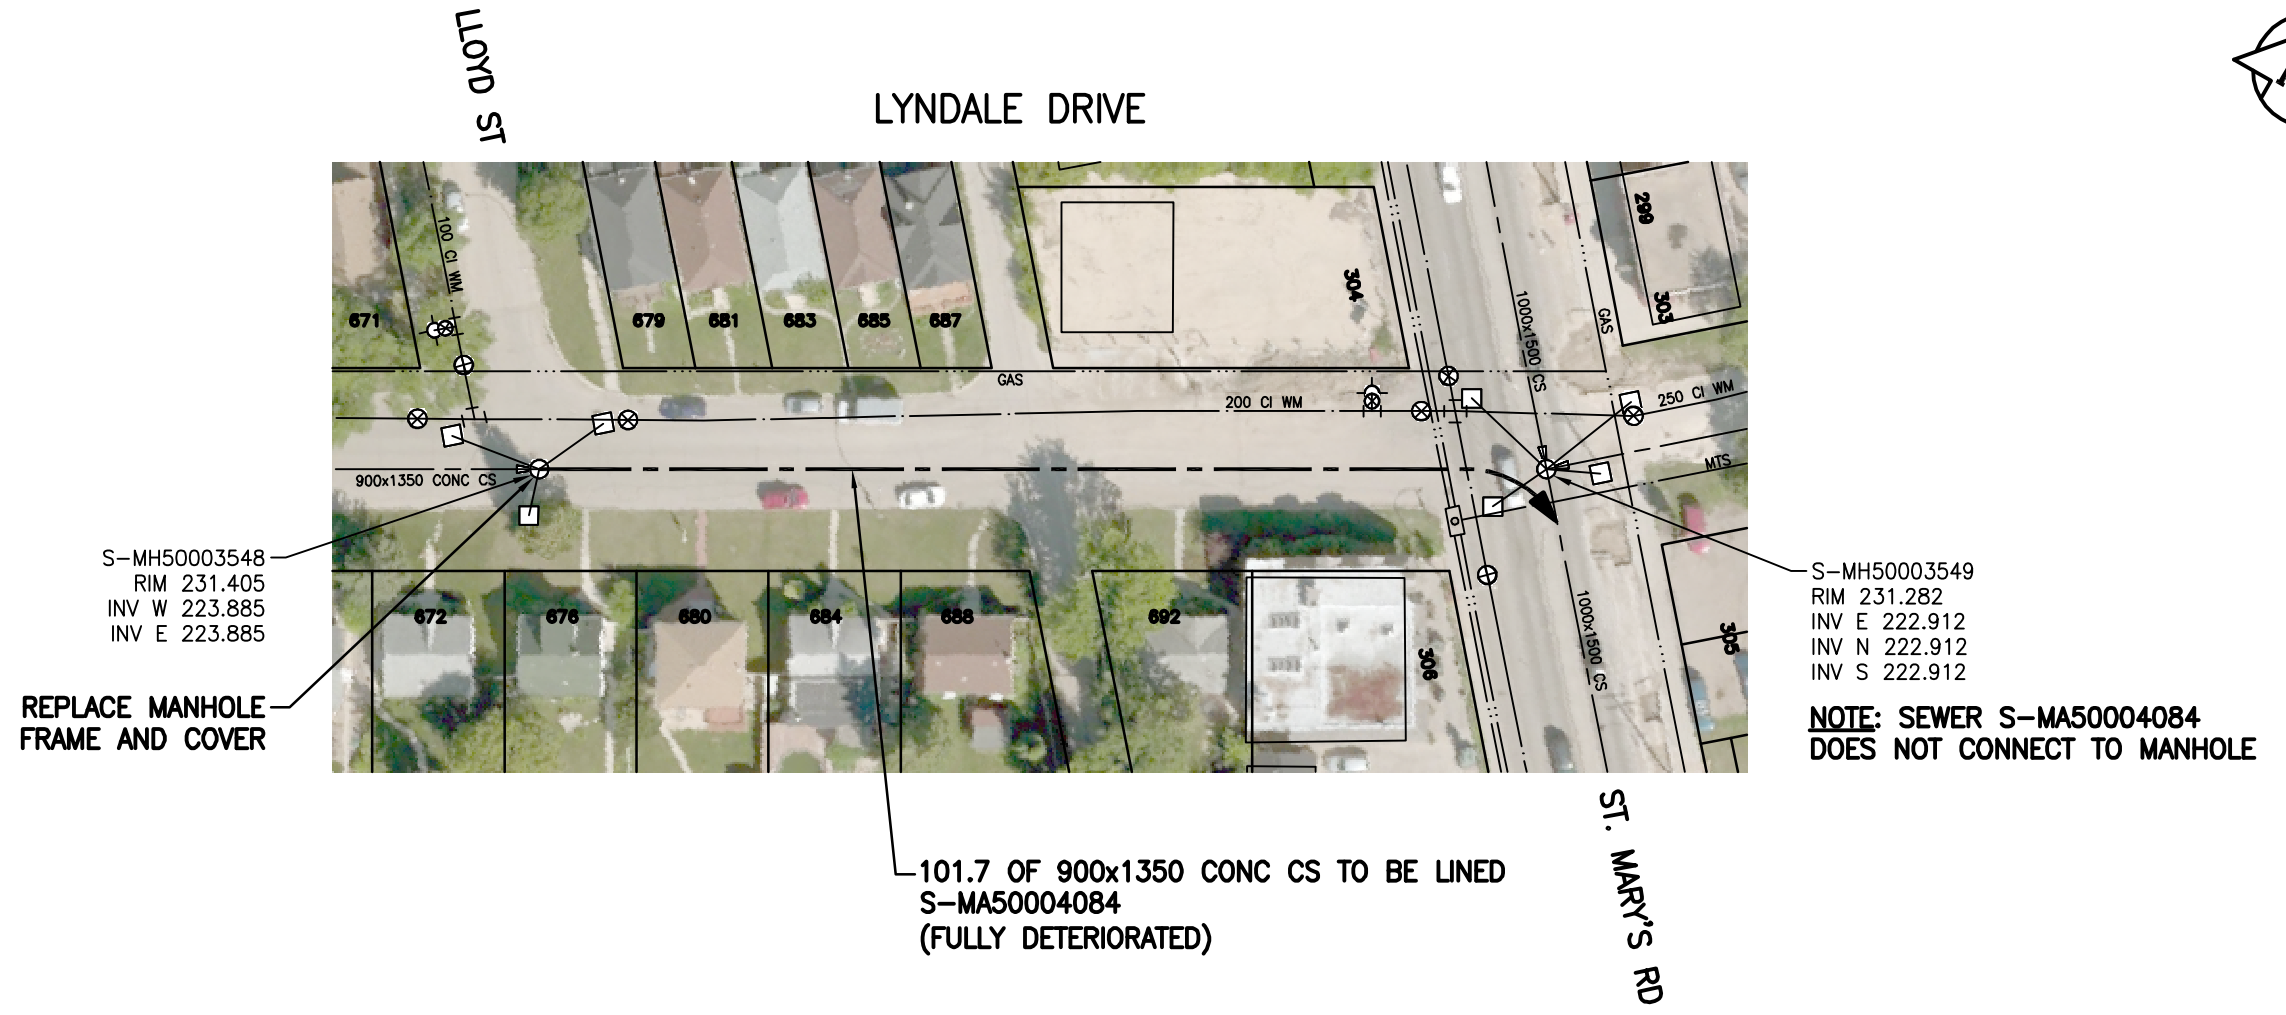 LLOYD ST
LYNDALE DRIVE
100 CI WM
671
679
681
683
685
687
304
299
303
GAS
GAS
1000x1500 CS
200 CI WM
250 CI WM
MTS
900x1350 CONC CS
S-MH50003548
RIM 231.405
INV W 223.885
INV E 223.885
REPLACE MANHOLE
FRAME AND COVER
672
676
680
684
688
692
306
1000x1500 CS
305
S-MH50003549
RIM 231.282
INV E 222.912
INV N 222.912
INV S 222.912
NOTE: SEWER S-MA50004084
DOES NOT CONNECT TO MANHOLE
101.7 OF 900x1350 CONC CS TO BE LINED
S-MA50004084
(FULLY DETERIORATED)
ST. MARY'S RD